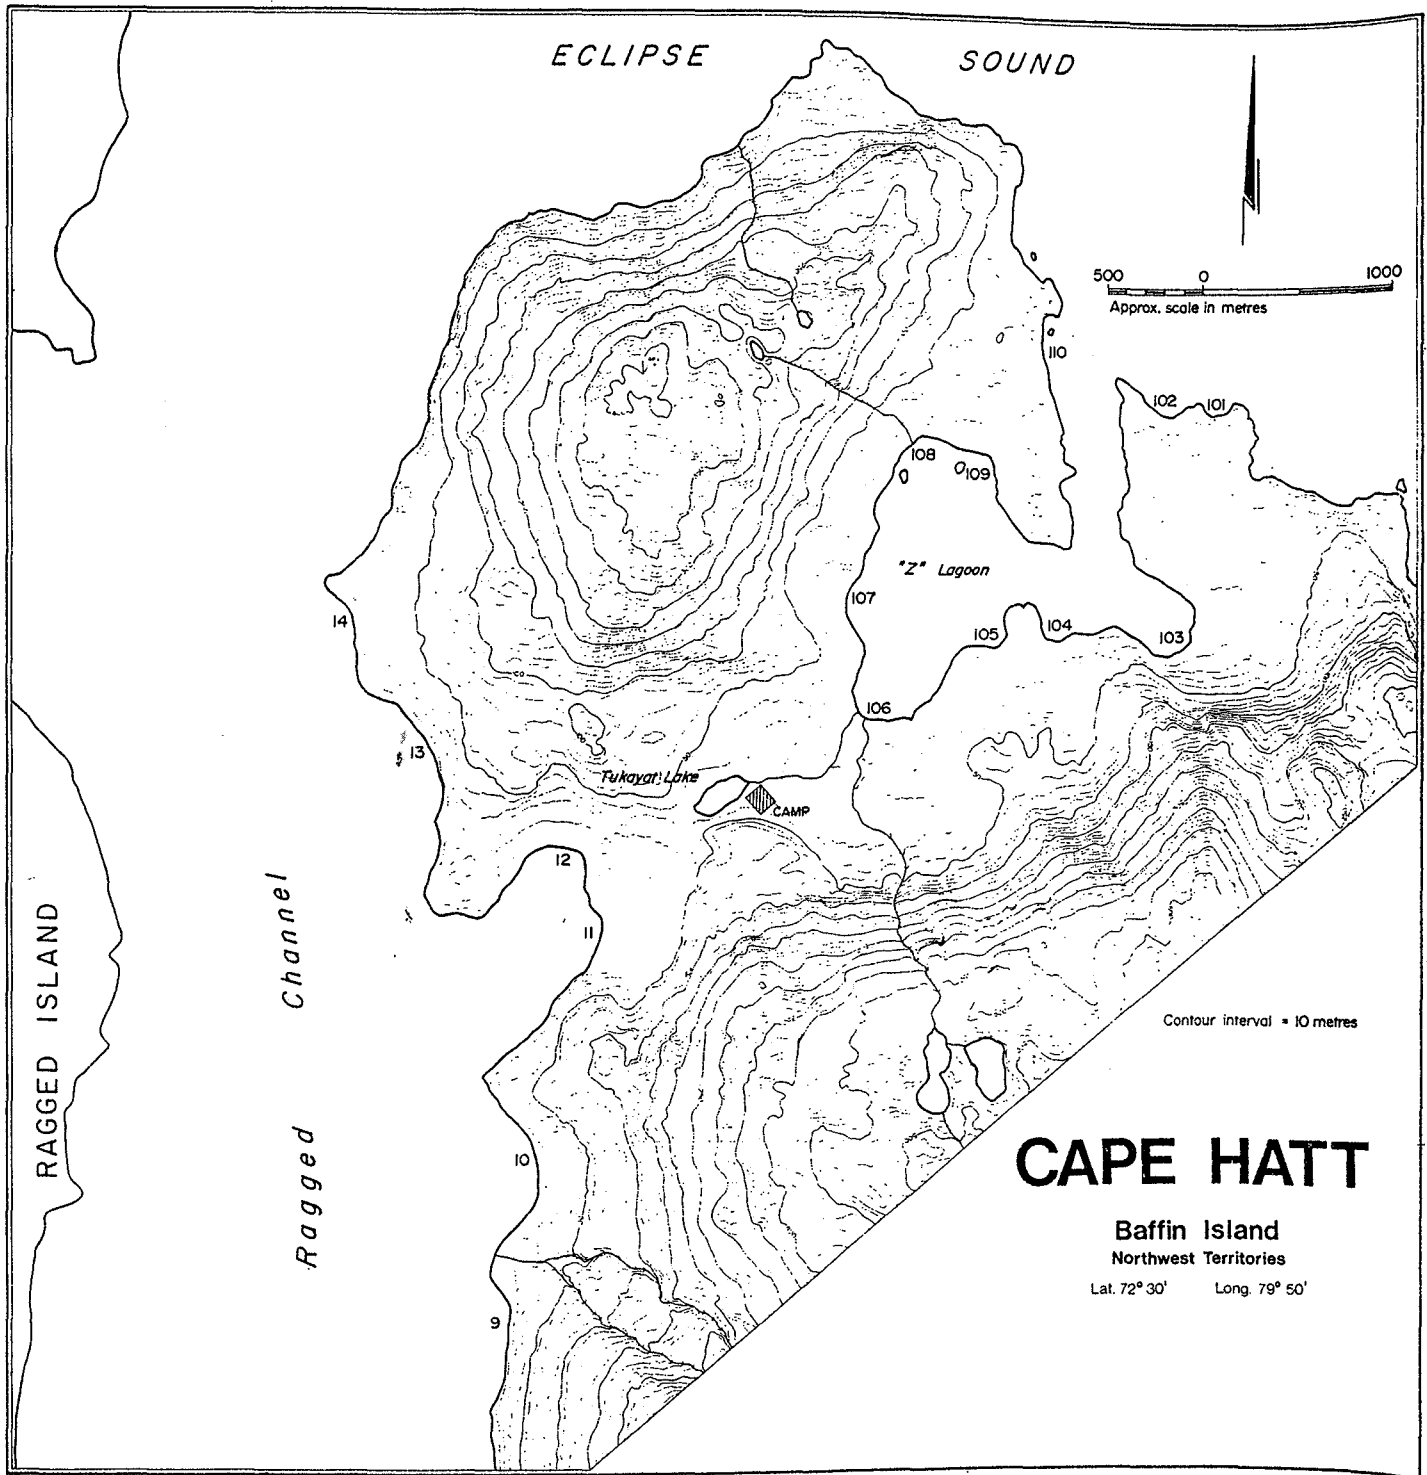 ECLIPSE SOUND
500 0 1000
Approx. scale in metres
110
102 101
108
109
"Z" Lagoon
107
14
105 104 103
106
13
Tukayat Lake
CAMP
12
11
RAGGED ISLAND
Ragged Channel
Contour interval = 10 metres
10
CAPE HATT
Baffin Island
Northwest Territories
Lat. 72° 30' Long. 79° 50'
9